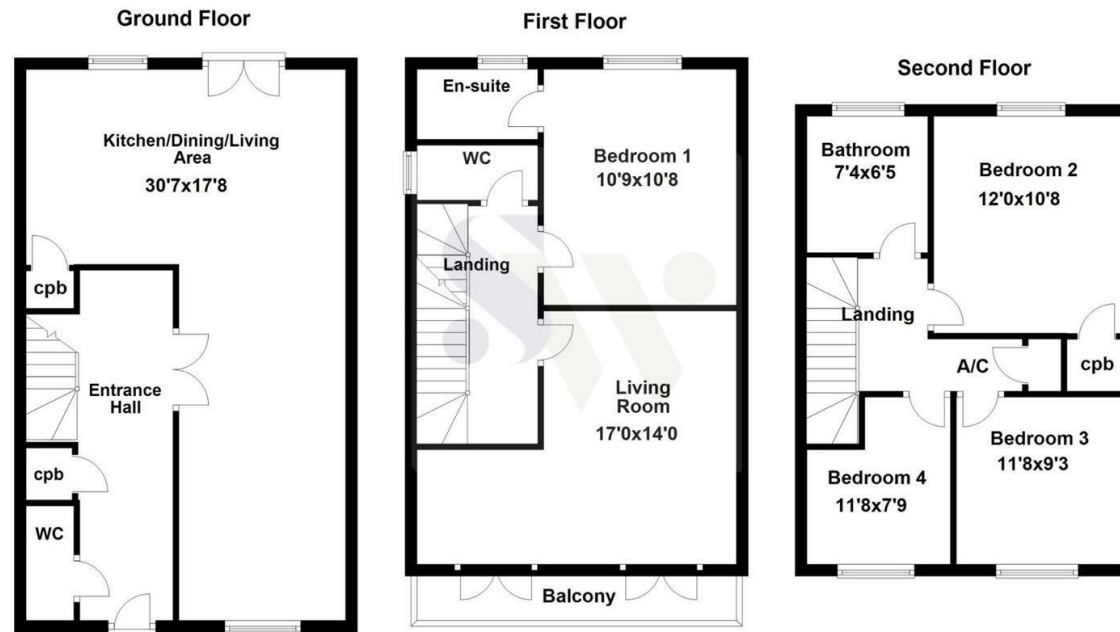 Ground Floor
Kitchen/Dining/Living
Area
30'7x17'8
cpb
Entrance
Hall
cpb
WC
First Floor
En-suite
WC
Bedroom 1
10'9x10'8
Landing
Living
Room
17'0x14'0
Balcony
Second Floor
Bathroom
7'4x6'5
Bedroom 2
12'0x10'8
Landing
A/C
cpb
Bedroom 3
11'8x9'3
Bedroom 4
11'8x7'9
SW